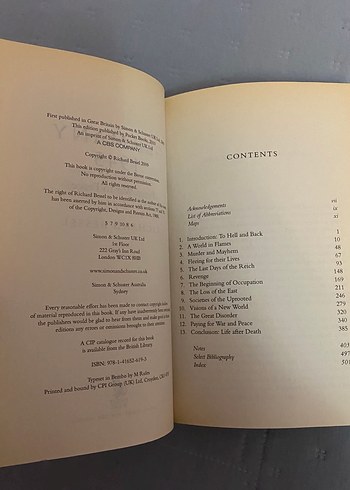 First published in Great Britain by Simon & Schuster UK Ltd, 2009
This edition published by Pocket Books, 2010
An imprint of Simon & Schuster UK Ltd
A CBS COMPANY
Copyright © Richard Bessel 2009
This book is copyright under the Berne convention.
No reproduction without permission.
All rights reserved.
The right of Richard Bessel to be identified as the author of this work
has been asserted by him in accordance with sections 77 and 78
of the Copyright, Designs and Patents Act, 1988.
3 7 9 10 8 6
Simon & Schuster UK Ltd
1st Floor
222 Gray's Inn Road
London WC1X 8HB
www.simonandschuster.co.uk
Simon & Schuster Australia
Sydney
Every reasonable effort has been made to contact copyright
of material reproduced in this book. If any have inadvertently been
the publishers would be glad to hear from them and make good in
editions any errors or omissions brought to their
A CIP catalogue record for this book
is available from the British Library
ISBN: 978-1-41652-619-3
Typeset in by M Rules
Printed and bound by CPI Group (UK) Ltd, Croydon,
CONTENTS
Acknowledgements vii
List of Abbreviations ix
Maps xi
1. Introduction: To Hell and Back 1
2. A World in Flames 10
3. Murder and Mayhem 48
4. Fleeing for their Lives 67
5. The Last Days of the Reich 93
6. Revenge 148
7. The Beginning of Occupation 169
8. The Loss of the East 211
9. Societies of the Uprooted 246
10. Visions of a New World 279
11. The Great Disorder 320
12. Paying for War and Peace 340
13. Conclusion: Life after Death 385
Notes 403
Select Bibliography 497
Index 501